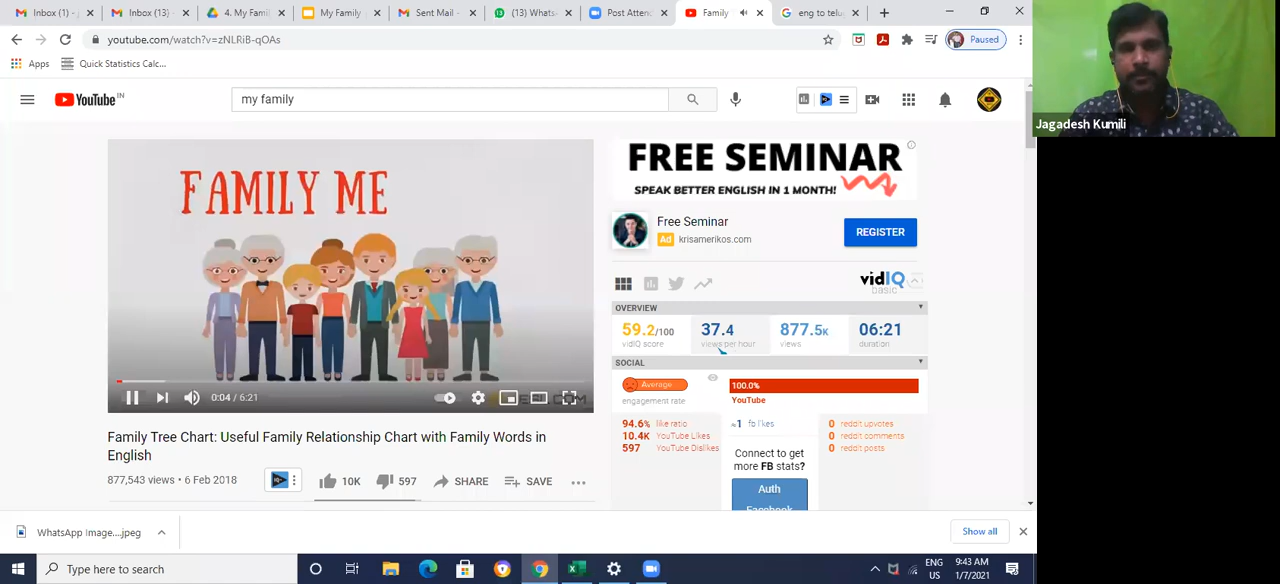 Inbox (1) -
Inbox (13)
4. My Fami
My Family
Sent Mail -
(13) Whats
Post Atten
Family
eng to telu
youtube.com/watch?v=zNLRiB-qOAs
Paused
Apps
Quick Statistics Calc...
YouTube IN
my family
Jagadesh Kumili
FAMILY ME
0:04 / 6:21
Family Tree Chart: Useful Family Relationship Chart with Family Words in
English
877,543 views • 6 Feb 2018
10K
597
SHARE
SAVE
FREE SEMINAR
SPEAK BETTER ENGLISH IN 1 MONTH!
Free Seminar
Ad krisamerikos.com
REGISTER
vidIQ
basic
OVERVIEW
59.2/100
vidIQ score
37.4
views per hour
877.5K
views
06:21
duration
SOCIAL
Average
engagement rate
100.0%
YouTube
94.6% like ratio
10.4K YouTube Likes
597 YouTube Dislikes
1 fb likes
0 reddit upvotes
0 reddit comments
0 reddit posts
Connect to get
more FB stats?
Auth
Facebook
WhatsApp Image....jpeg
Show all
Type here to search
ENG
US
9:43 AM
1/7/2021